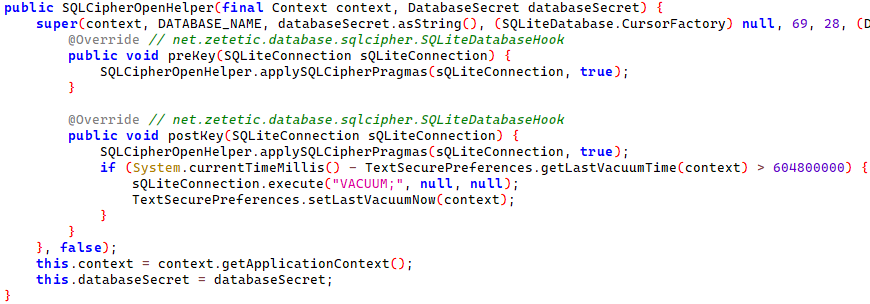 public SQLCipherOpenHelper(final Context context, DatabaseSecret databaseSecret) {
    super(context, DATABASE_NAME, databaseSecret.asString(), (SQLiteDatabase.CursorFactory) null, 69, 28, (D
        @Override // net.zetetic.database.sqlcipher.SQLiteDatabaseHook
        public void preKey(SQLiteConnection sQLiteConnection) {
            SQLCipherOpenHelper.applySQLCipherPragmas(sQLiteConnection, true);
        }

        @Override // net.zetetic.database.sqlcipher.SQLiteDatabaseHook
        public void postKey(SQLiteConnection sQLiteConnection) {
            SQLCipherOpenHelper.applySQLCipherPragmas(sQLiteConnection, true);
            if (System.currentTimeMillis() - TextSecurePreferences.getLastVacuumTime(context) > 604800000) {
                sQLiteConnection.execute("VACUUM;", null, null);
                TextSecurePreferences.setLastVacuumNow(context);
            }
        }
    }, false);
    this.context = context.getApplicationContext();
    this.databaseSecret = databaseSecret;
}